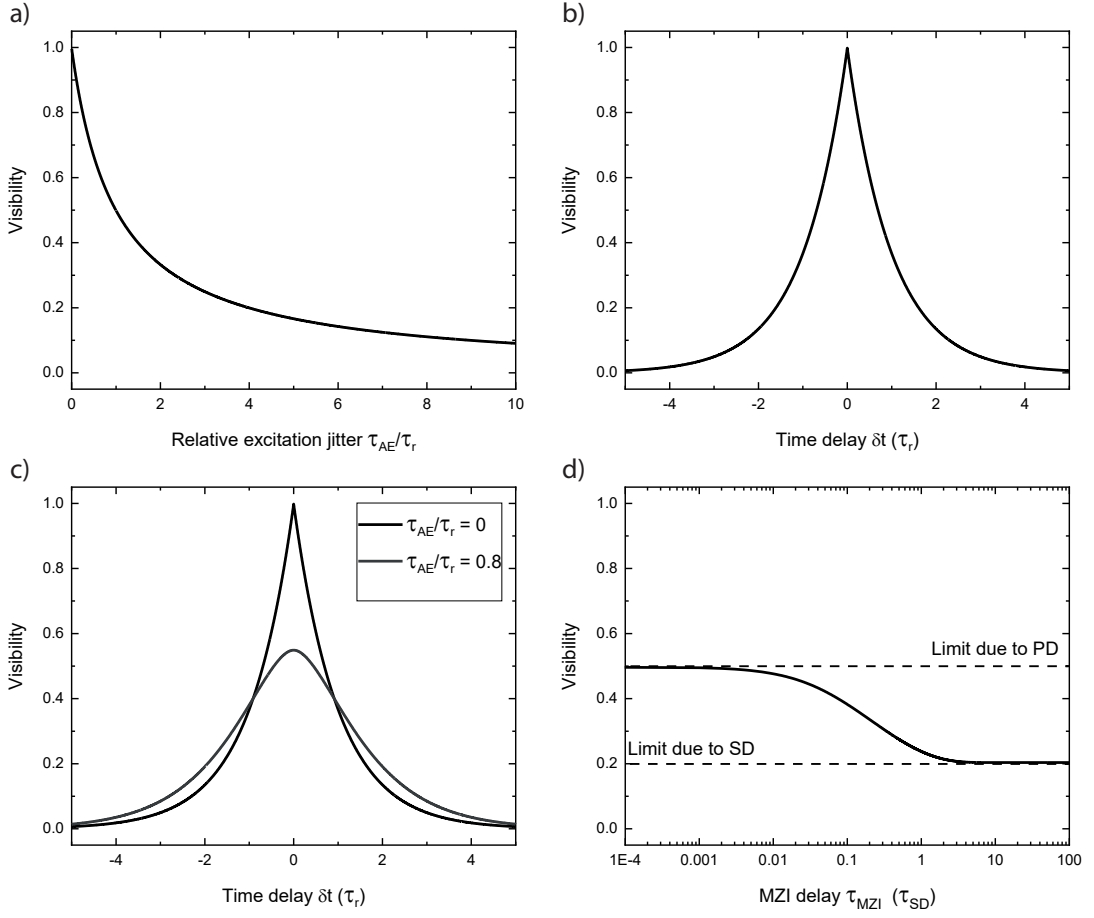 a)
1.0
0.8
0.6
0.4
0.2
0.0
Visibility
0 2 4 6 8 10
Relative excitation jitter τAE/τr
b)
1.0
0.8
0.6
0.4
0.2
0.0
Visibility
-4 -2 0 2 4
Time delay δt (τr)
c)
1.0
0.8
0.6
0.4
0.2
0.0
Visibility
τAE/τr = 0
τAE/τr = 0.8
-4 -2 0 2 4
Time delay δt (τr)
d)
1.0
0.8
0.6
0.4
0.2
0.0
Visibility
Limit due to PD
Limit due to SD
1E-4 0.001 0.01 0.1 1 10 100
MZI delay τMZI (τSD)